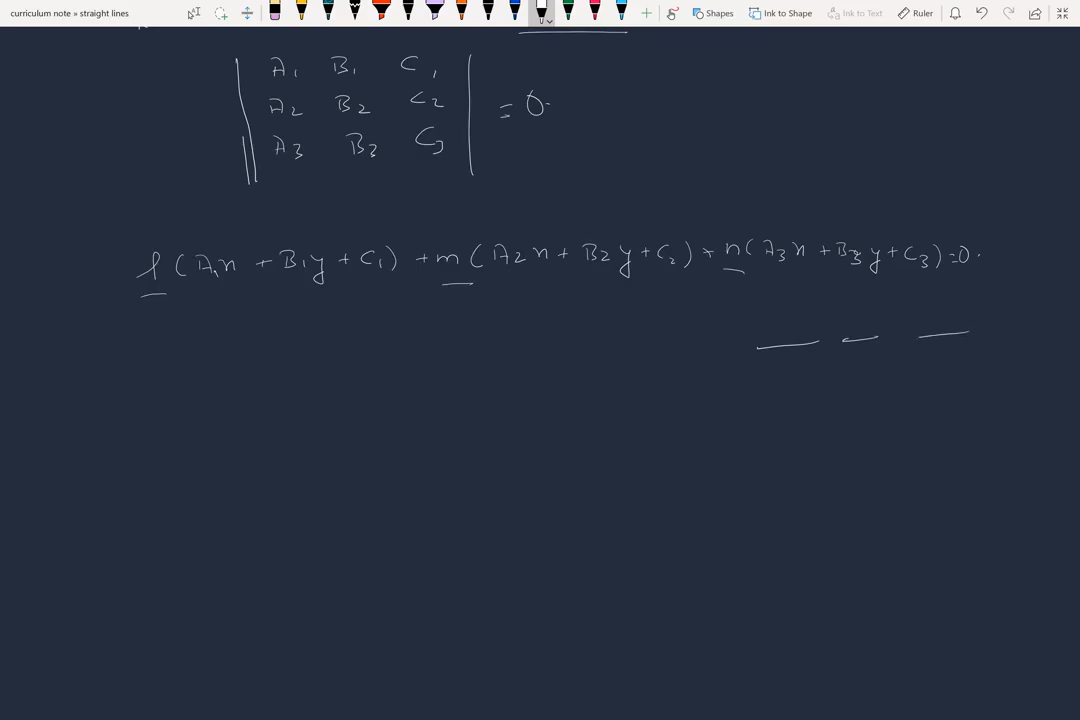 curriculum note » straight lines
Shapes Ink to Shape Ink to Text Ruler
A₁ B₁ C₁
A₂ B₂ C₂ = 0
A₃ B₃ C₃
l (A₁x + B₁y + C₁) + m (A₂x + B₂y + C₂) + n (A₃x + B₃y + C₃) = 0.